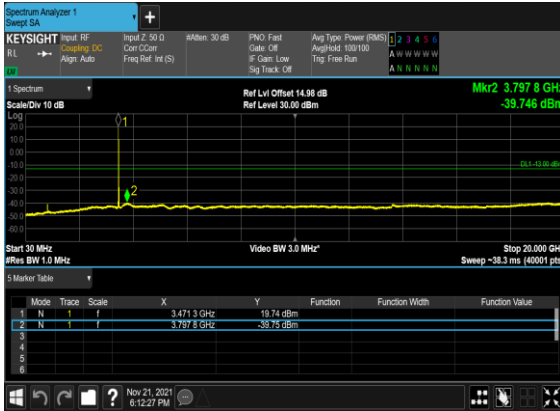 Spectrum Analyzer 1
Swept SA
+
KEYSIGHT Input: RF Input Z: 50 Ω #Atten: 30 dB PNO: Fast Avg Type: Power (RMS) 1 2 3 4 5 6
RL Coupling: DC Corr CCorr Gate: Off Avg|Hold: 100/100 A W W W W W
Align: Auto Freq Ref: Int (S) IF Gain: Low Trig: Free Run
Sig Track: Off A N N N N N
1 Spectrum
Ref Lvl Offset 14.98 dB Mkr2 3.797 8 GHz
Scale/Div 10 dB Ref Level 30.00 dBm -39.746 dBm
Log
1
20.0
10.0
0.00
-10.0
DL1 -13.00 dBm
-20.0
-30.0
2
-40.0
-50.0
-60.0
Start 30 MHz Video BW 3.0 MHz* Stop 20.000 GHz
#Res BW 1.0 MHz Sweep ~38.3 ms (40001 pts)
5 Marker Table
Mode Trace Scale X Y Function Function Width Function Value
1 N 1 f 3.471 3 GHz 19.74 dBm
2 N 1 f 3.797 8 GHz -39.75 dBm
3
4
5
6
? Nov 21, 2021
6:12:27 PM